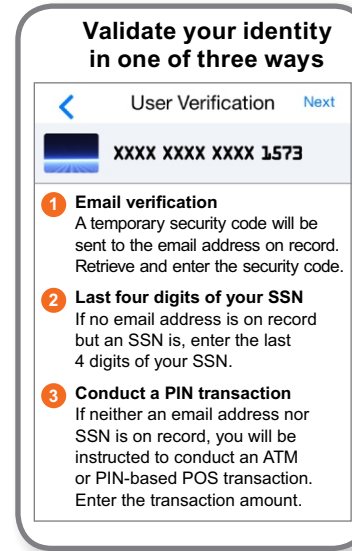 Validate your identity
in one of three ways
User Verification Next
XXXX XXXX XXXX 1573
1 Email verification
A temporary security code will be
sent to the email address on record.
Retrieve and enter the security code.
2 Last four digits of your SSN
If no email address is on record
but an SSN is, enter the last
4 digits of your SSN.
3 Conduct a PIN transaction
If neither an email address nor
SSN is on record, you will be
instructed to conduct an ATM
or PIN-based POS transaction.
Enter the transaction amount.